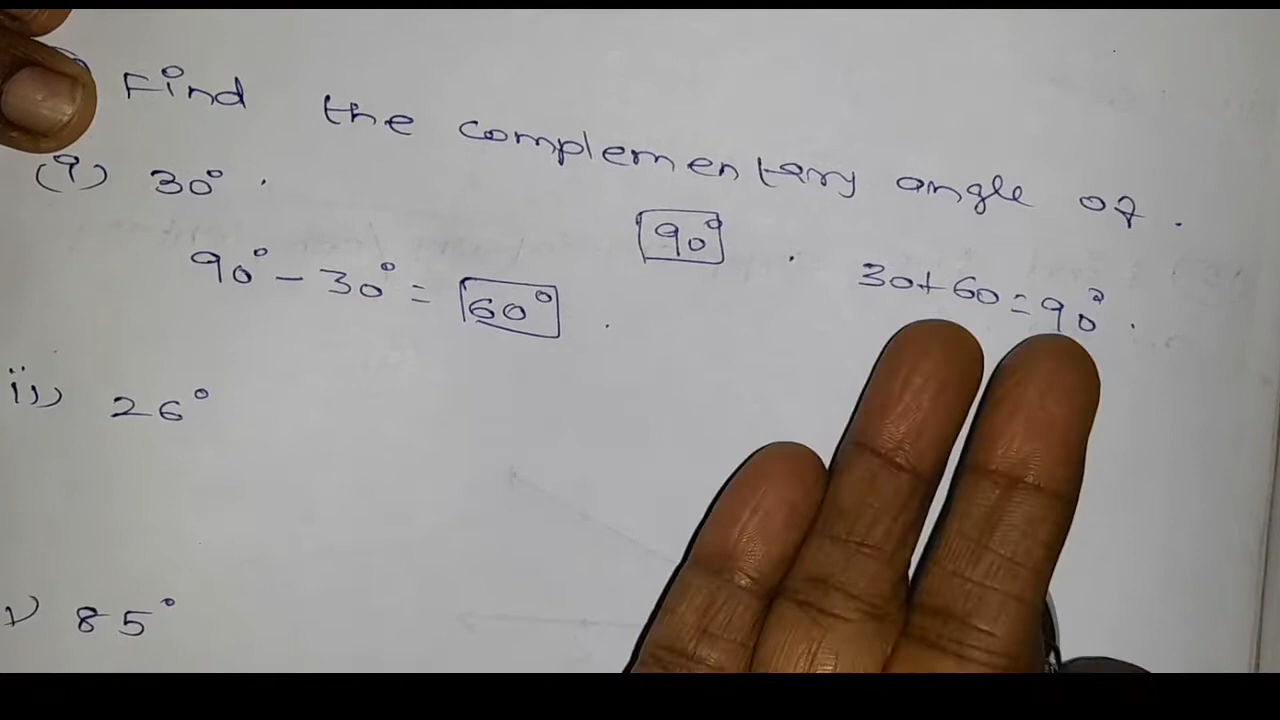 Find the complementary angle of.
(i) 30°.
90°
90° - 30° = 60°.
30+60=90°.
ii) 26°
85°